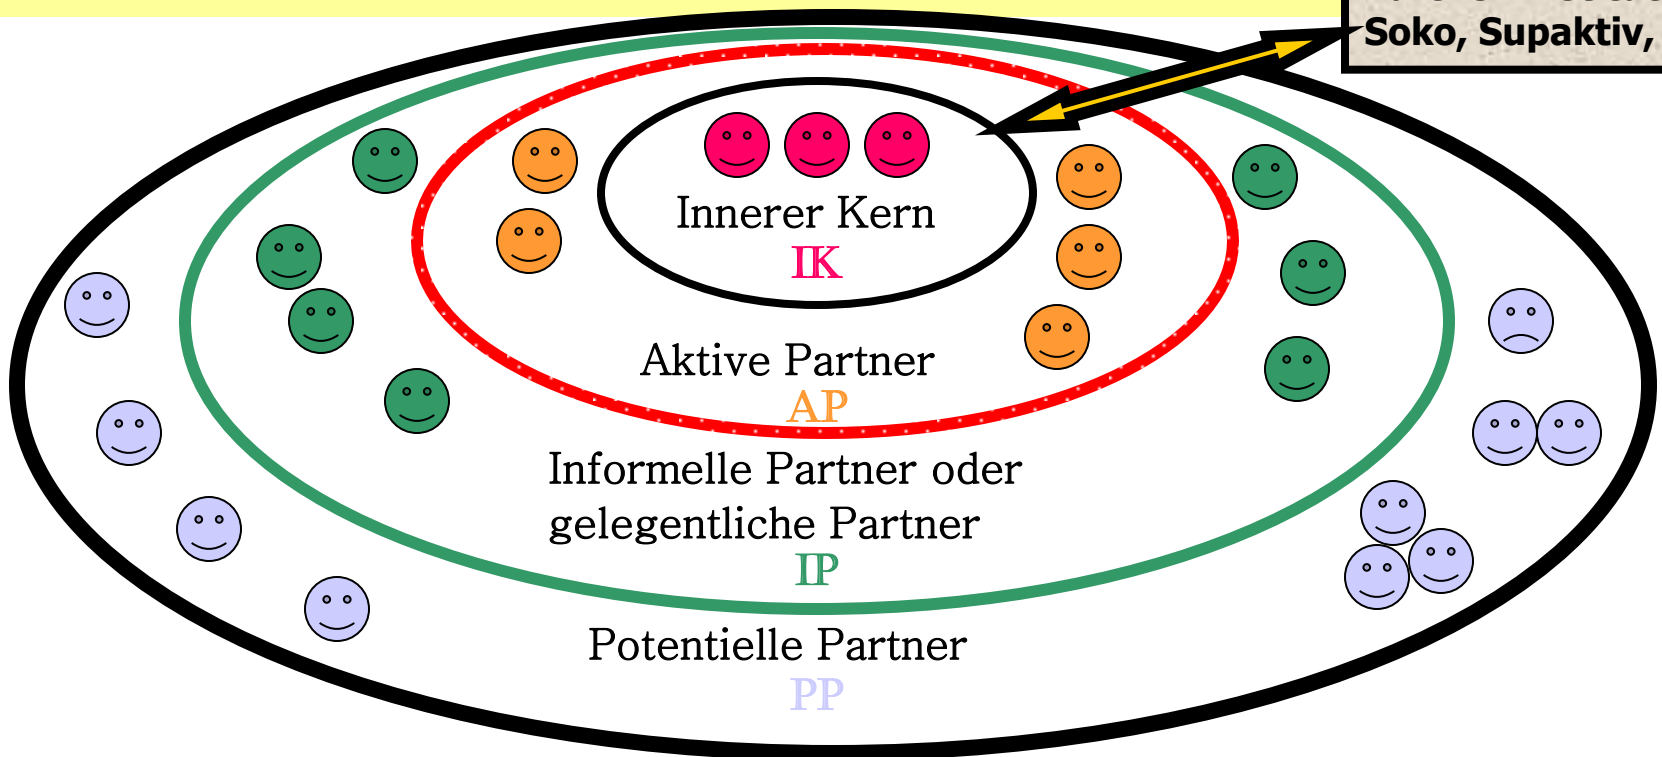 Soko, Supaktiv,
Innerer Kern
IK
Aktive Partner
AP
Informelle Partner oder
gelegentliche Partner
IP
Potentielle Partner
PP